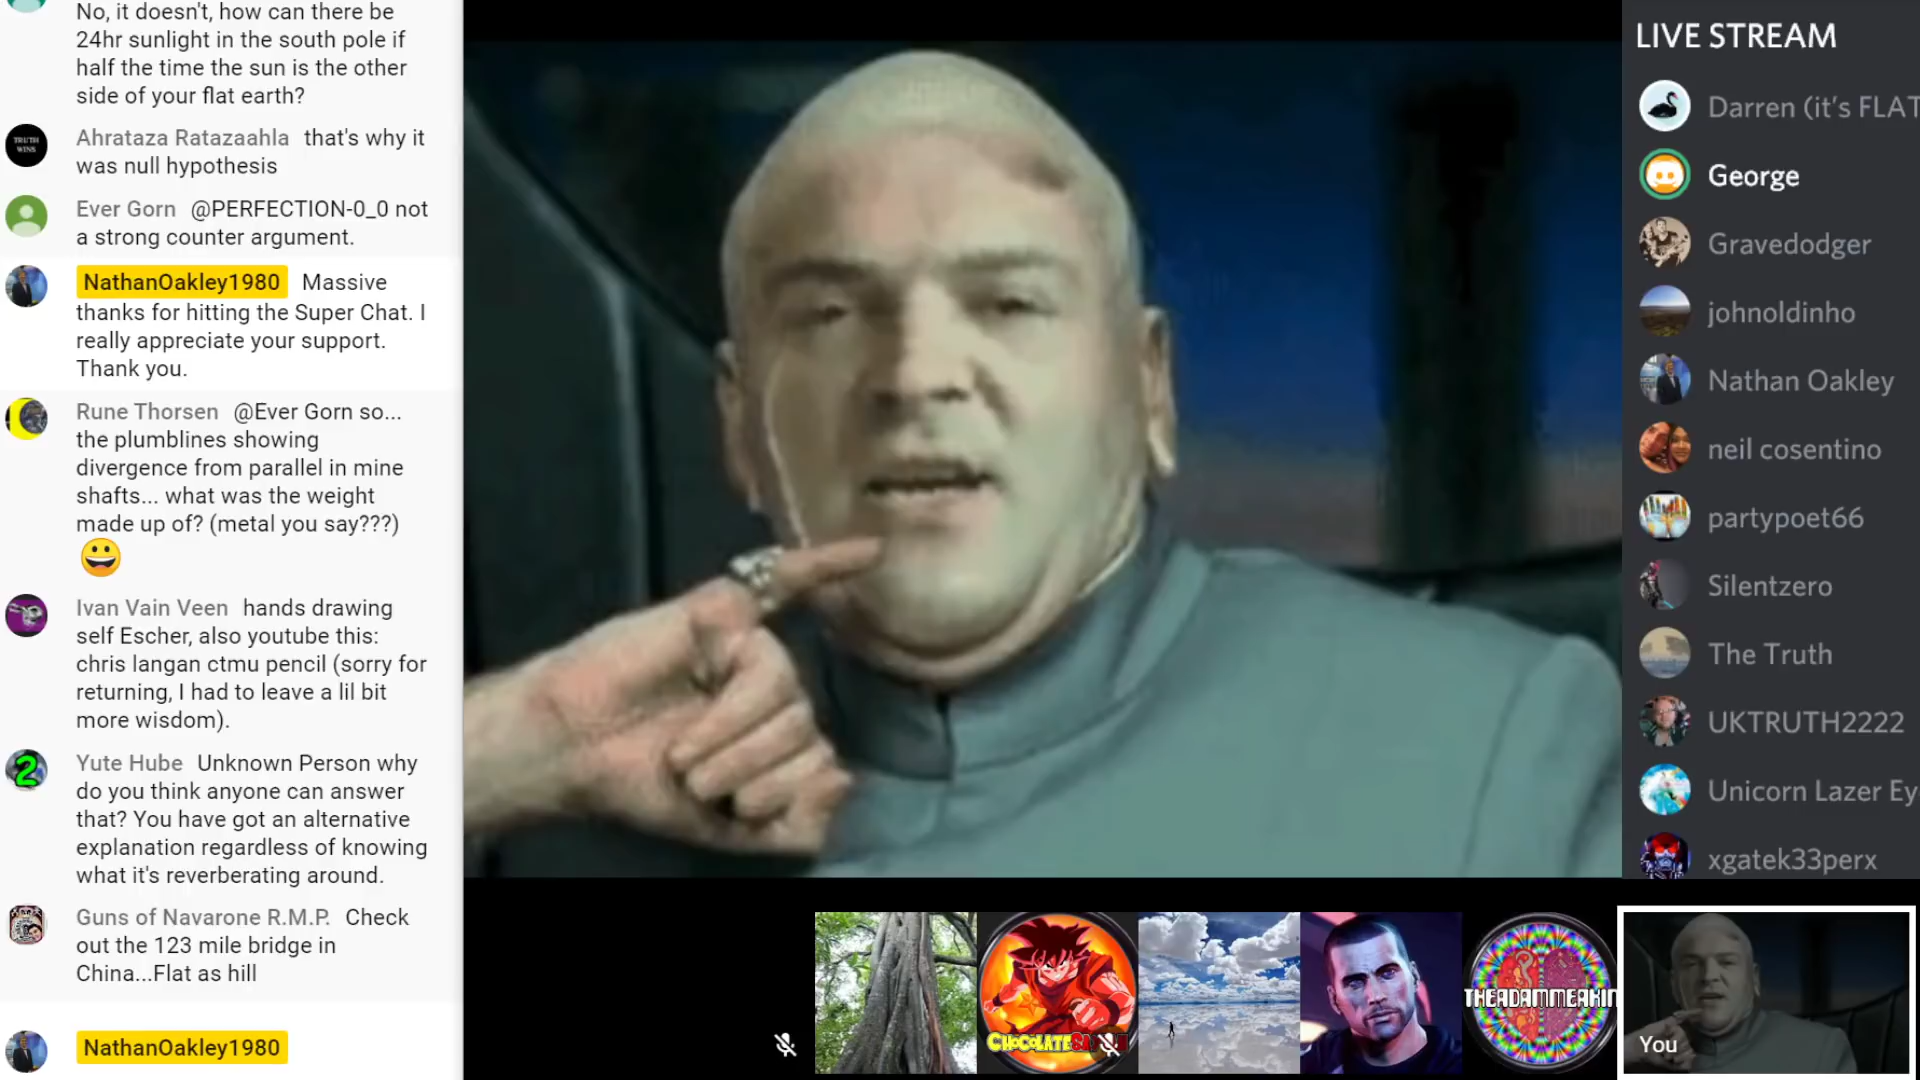 No, it doesn't, how can there be
24hr sunlight in the south pole if
half the time the sun is the other
side of your flat earth?
TRUTH
WINS
Ahrataza Ratazaahla that's why it
was null hypothesis
Ever Gorn @PERFECTION-0_0 not
a strong counter argument.
NathanOakley1980 Massive
thanks for hitting the Super Chat. I
really appreciate your support.
Thank you.
Rune Thorsen @Ever Gorn so...
the plumblines showing
divergence from parallel in mine
shafts... what was the weight
made up of? (metal you say???)
😀
Ivan Vain Veen hands drawing
self Escher, also youtube this:
chris langan ctmu pencil (sorry for
returning, I had to leave a lil bit
more wisdom).
2
Yute Hube Unknown Person why
do you think anyone can answer
that? You have got an alternative
explanation regardless of knowing
what it's reverberating around.
Guns of Navarone R.M.P. Check
out the 123 mile bridge in
China...Flat as hill
NathanOakley1980
LIVE STREAM
Darren (it's FLAT
George
Gravedodger
johnoldinho
Nathan Oakley
neil cosentino
partypoet66
Silentzero
The Truth
UKTRUTH2222
Unicorn Lazer Ey
xgatek33perx
THEADAMMEAKIN
You